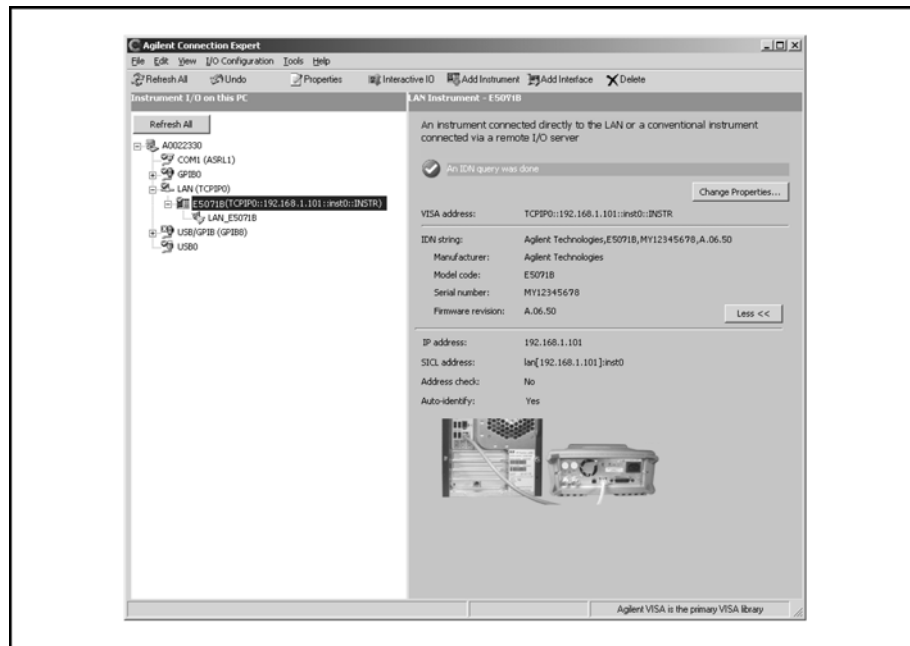 Agilent Connection Expert
File Edit View I/O Configuration Tools Help
Refresh All Undo Properties Interactive IO Add Instrument Add Interface Delete
Instrument I/O on this PC
LAN Instrument - E5071B
Refresh All
A0022330
COM1 (ASRL1)
GPIB0
LAN (TCPIP0)
E5071B(TCPIP0::192.168.1.101::inst0::INSTR)
LAN_E5071B
USB/GPIB (GPIB8)
USB0
An instrument connected directly to the LAN or a conventional instrument
connected via a remote I/O server
An IDN query was done
Change Properties...
VISA address: TCPIP0::192.168.1.101::inst0::INSTR
IDN string: Agilent Technologies,E5071B,MY12345678,A.06.50
Manufacturer: Agilent Technologies
Model code: E5071B
Serial number: MY12345678
Firmware revision: A.06.50
Less <<
IP address: 192.168.1.101
SICL address: lan[192.168.1.101]:inst0
Address check: No
Auto-identify: Yes
Agilent VISA is the primary VISA library